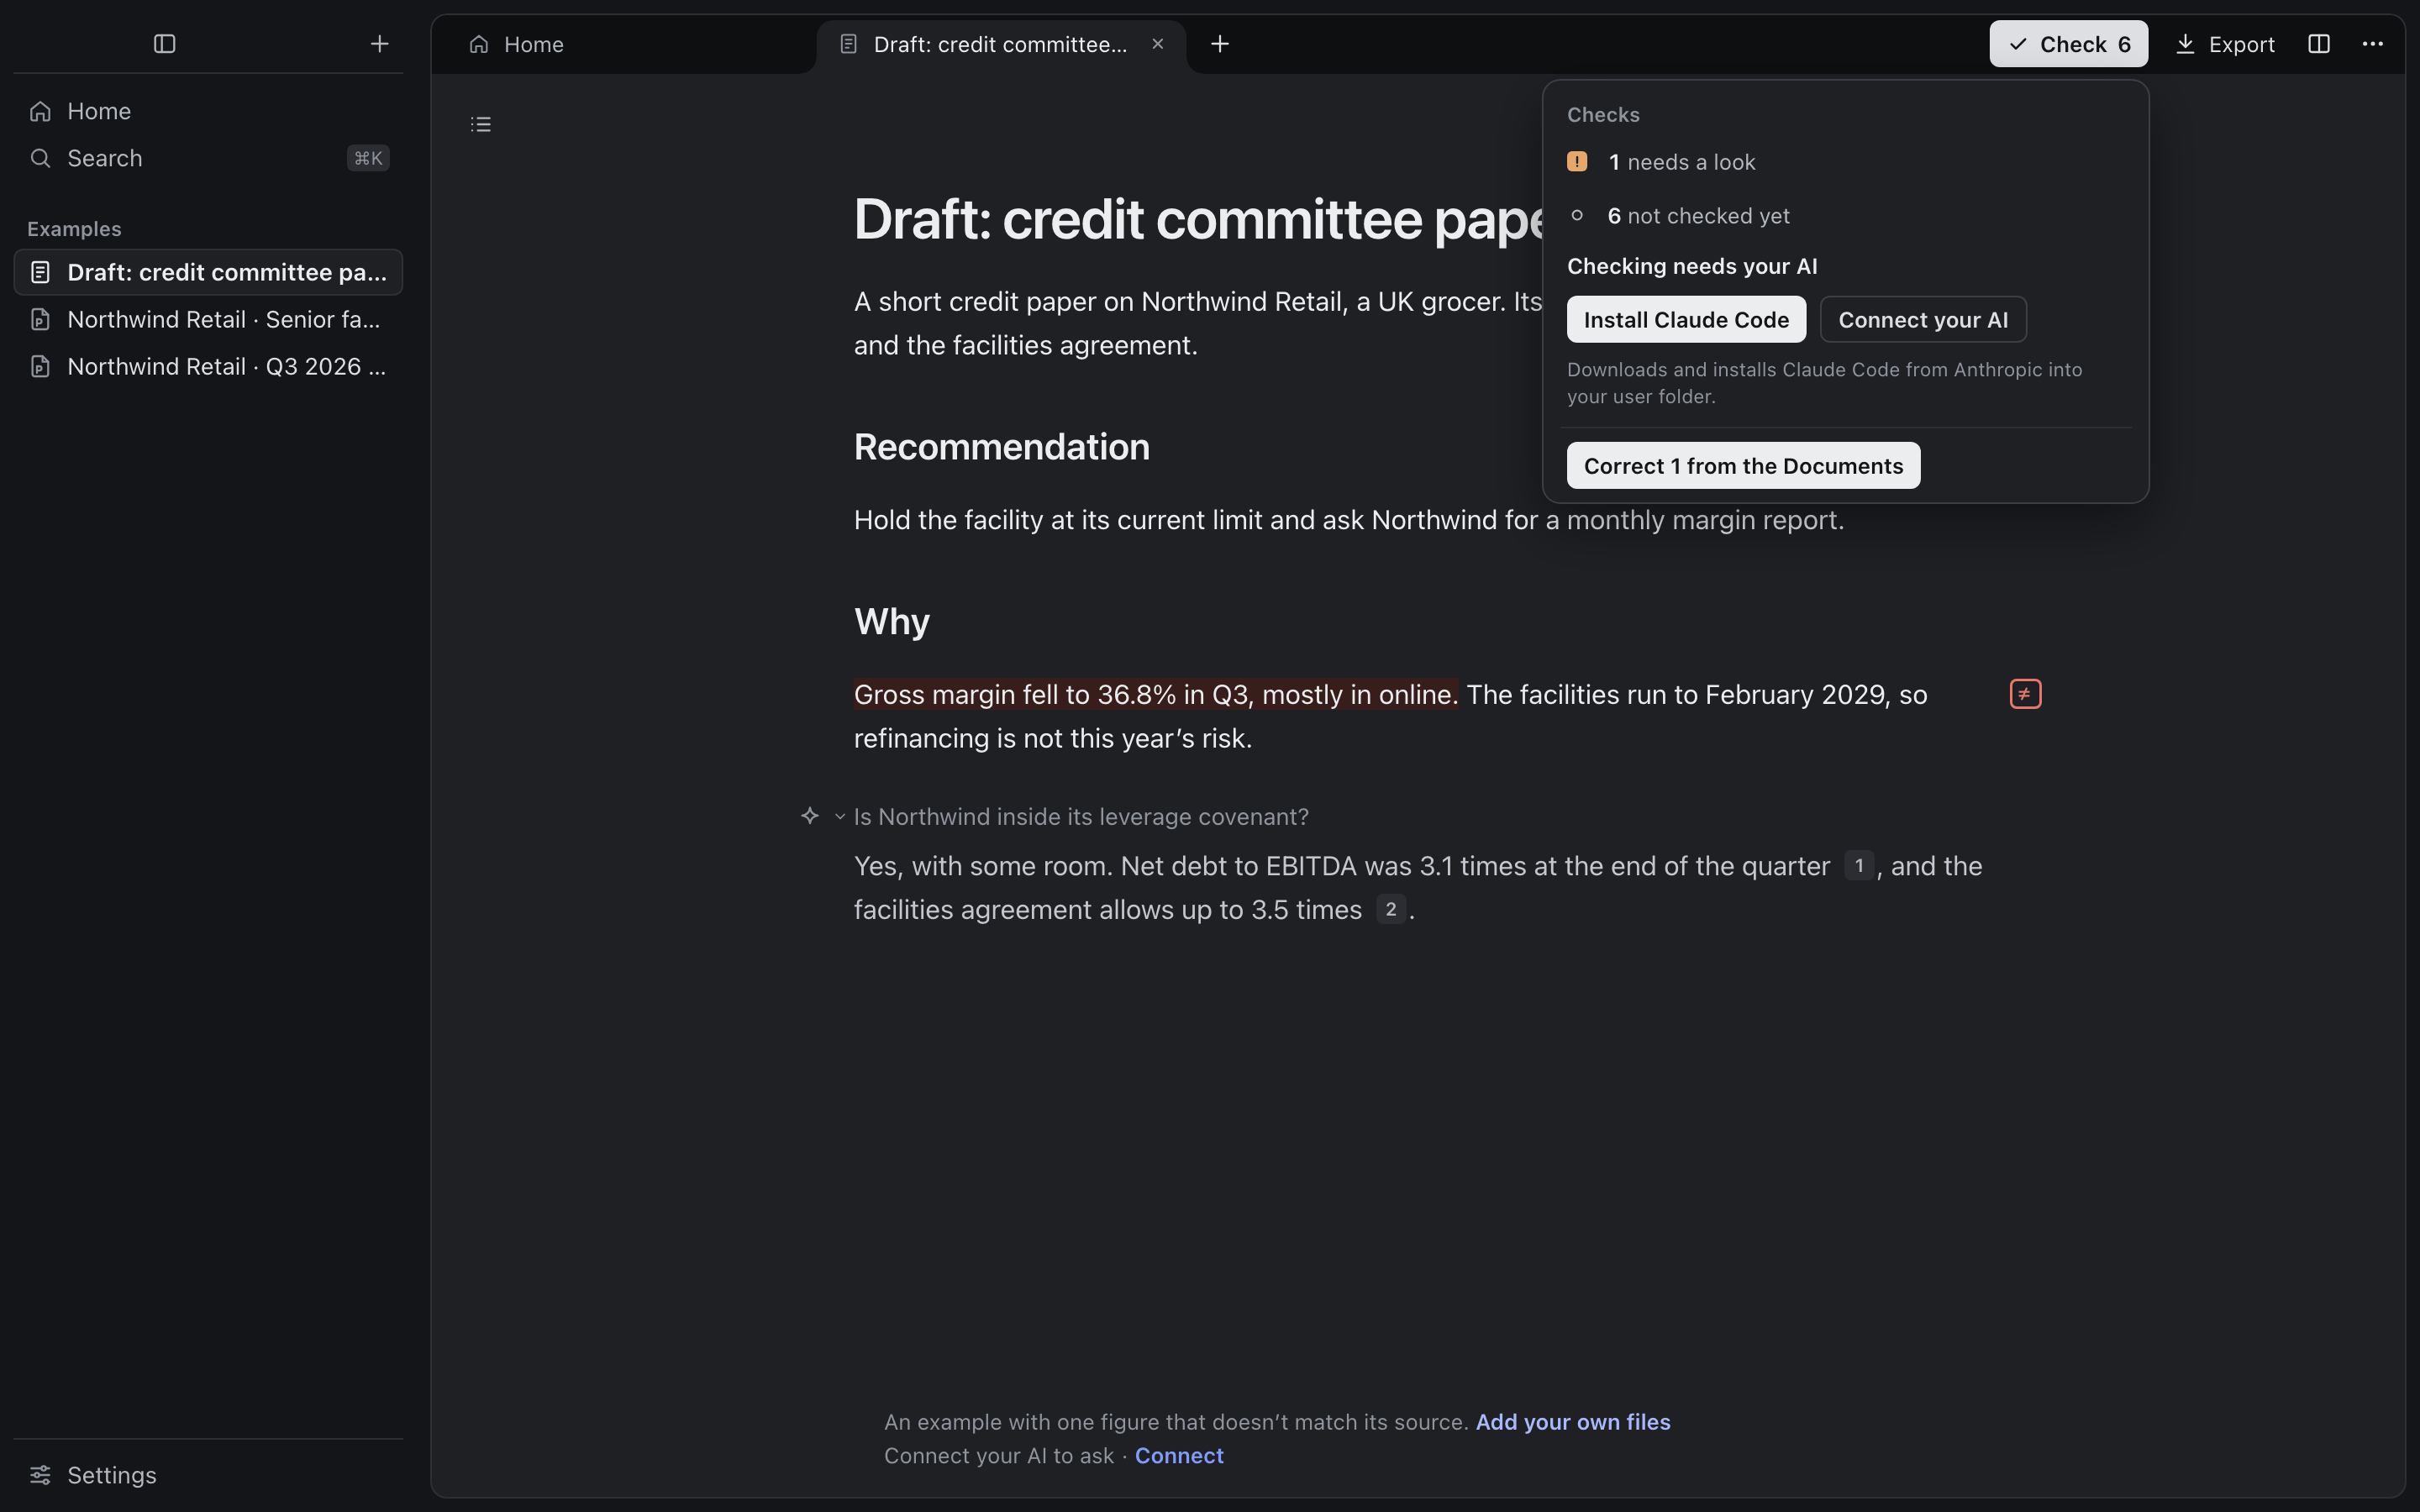 Home
Draft: credit committee...
Check 6
Export
Home
Search
⌘K
Examples
Draft: credit committee pa...
Northwind Retail · Senior fa...
Northwind Retail · Q3 2026 ...
Settings
Draft: credit committee
A short credit paper on Northwind Retail, a UK grocer. Its
and the facilities agreement.
Recommendation
Hold the facility at its current limit and ask Northwind for a monthly margin report.
Why
Gross margin fell to 36.8% in Q3, mostly in online. The facilities run to February 2029, so
≠
refinancing is not this year’s risk.
Is Northwind inside its leverage covenant?
Yes, with some room. Net debt to EBITDA was 3.1 times at the end of the quarter 1, and the
facilities agreement allows up to 3.5 times 2.
An example with one figure that doesn’t match its source. Add your own files
Connect your AI to ask · Connect
Checks
! 1 needs a look
6 not checked yet
Checking needs your AI
Install Claude Code
Connect your AI
Downloads and installs Claude Code from Anthropic into
your user folder.
Correct 1 from the Documents